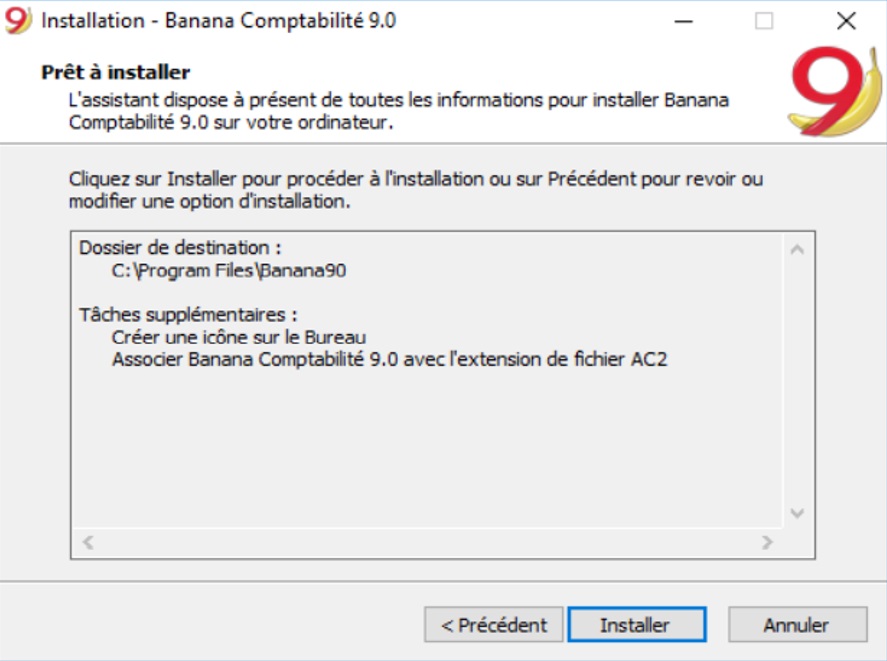 9 Installation - Banana Comptabilité 9.0
Prêt à installer
L'assistant dispose à présent de toutes les informations pour installer Banana
Comptabilité 9.0 sur votre ordinateur.
9
Cliquez sur Installer pour procéder à l'installation ou sur Précédent pour revoir ou
modifier une option d'installation.
Dossier de destination :
C:\Program Files\Banana90
Tâches supplémentaires :
Créer une icône sur le Bureau
Associer Banana Comptabilité 9.0 avec l'extension de fichier AC2
< Précédent
Installer
Annuler